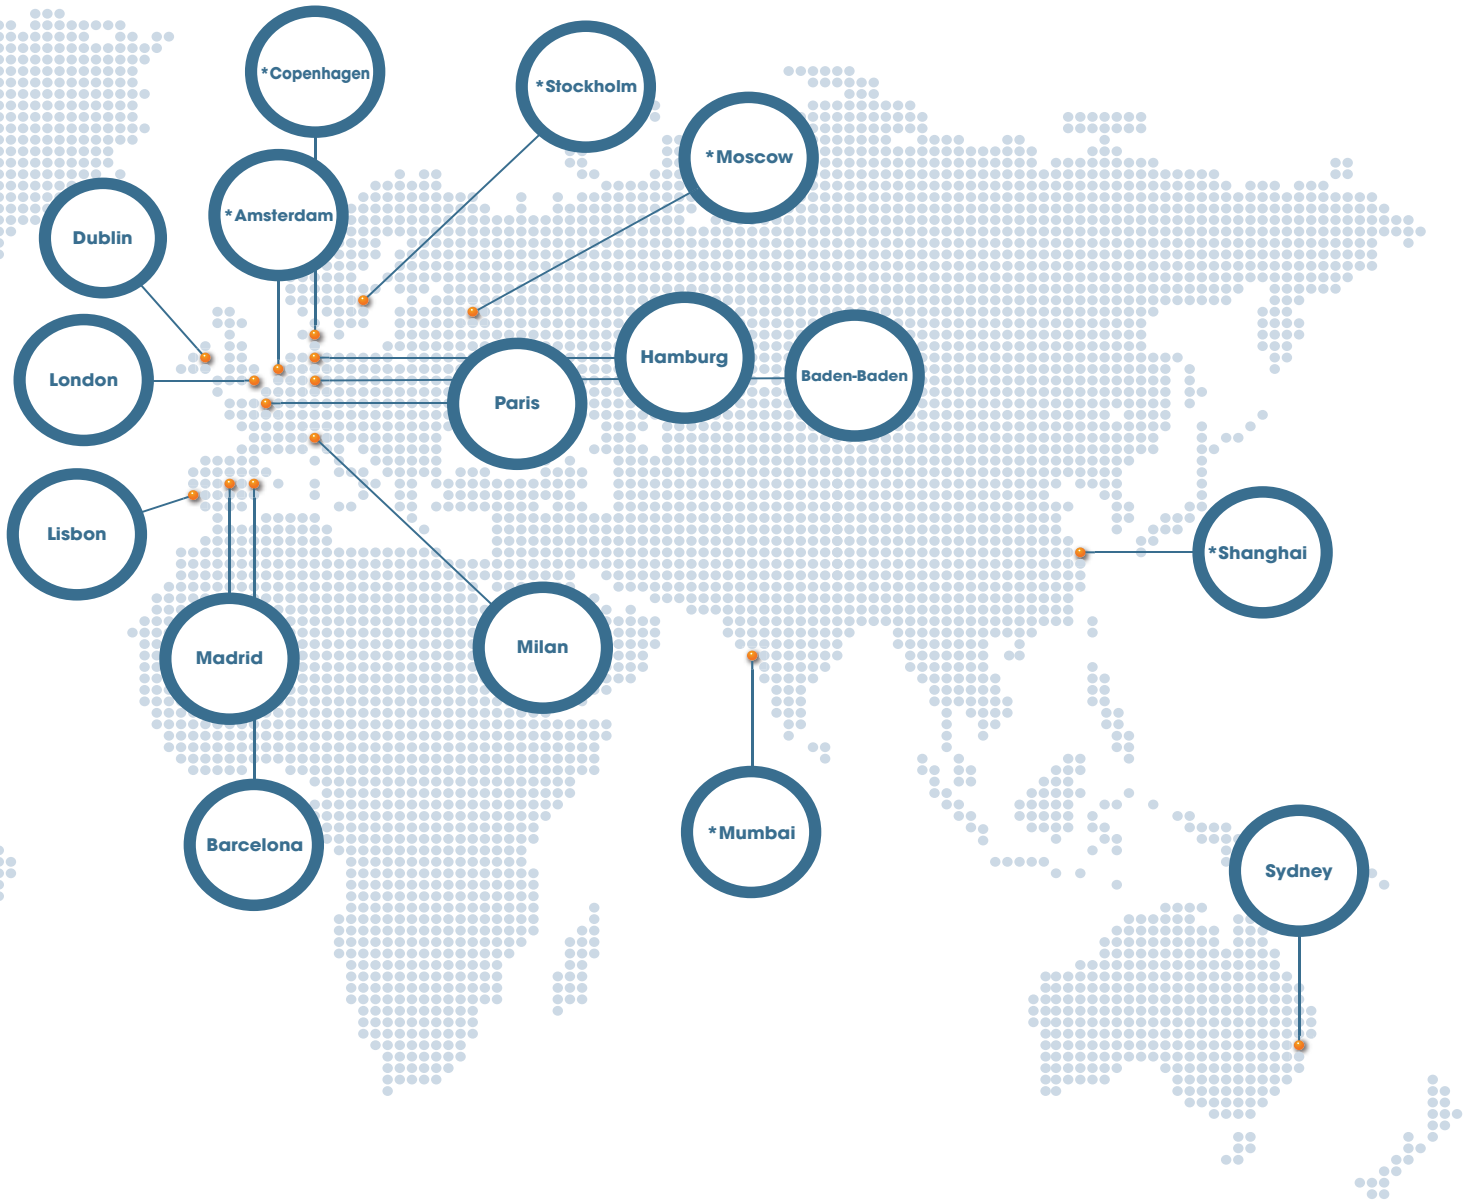 *Copenhagen
*Stockholm
*Moscow
*Amsterdam
Dublin
Hamburg
Baden-Baden
London
Paris
Lisbon
*Shanghai
Madrid
Milan
*Mumbai
Barcelona
Sydney